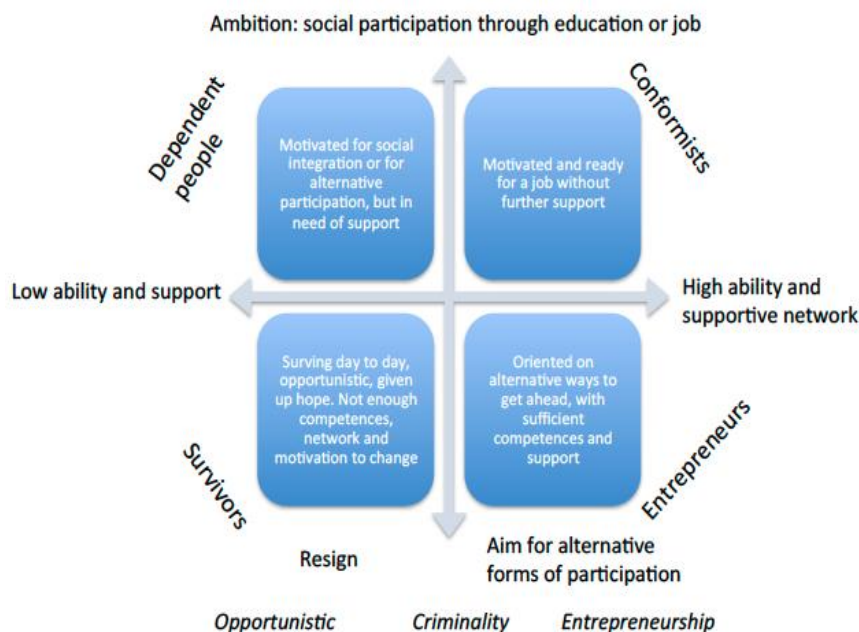 Ambition: social participation through education or job
Dependent
people
Conformists
Motivated for social
integration or for
alternative
participation, but in
need of support
Motivated and ready
for a job without
further support
Low ability and support
High ability and
supportive network
Surving day to day,
opportunistic, given
up hope. Not enough
competences,
network and
motivation to change
Oriented on
alternative ways to
get ahead, with
sufficient
competences and
support
Survivors
Entrepreneurs
Resign
Aim for alternative
forms of participation
Opportunistic
Criminality
Entrepreneurship